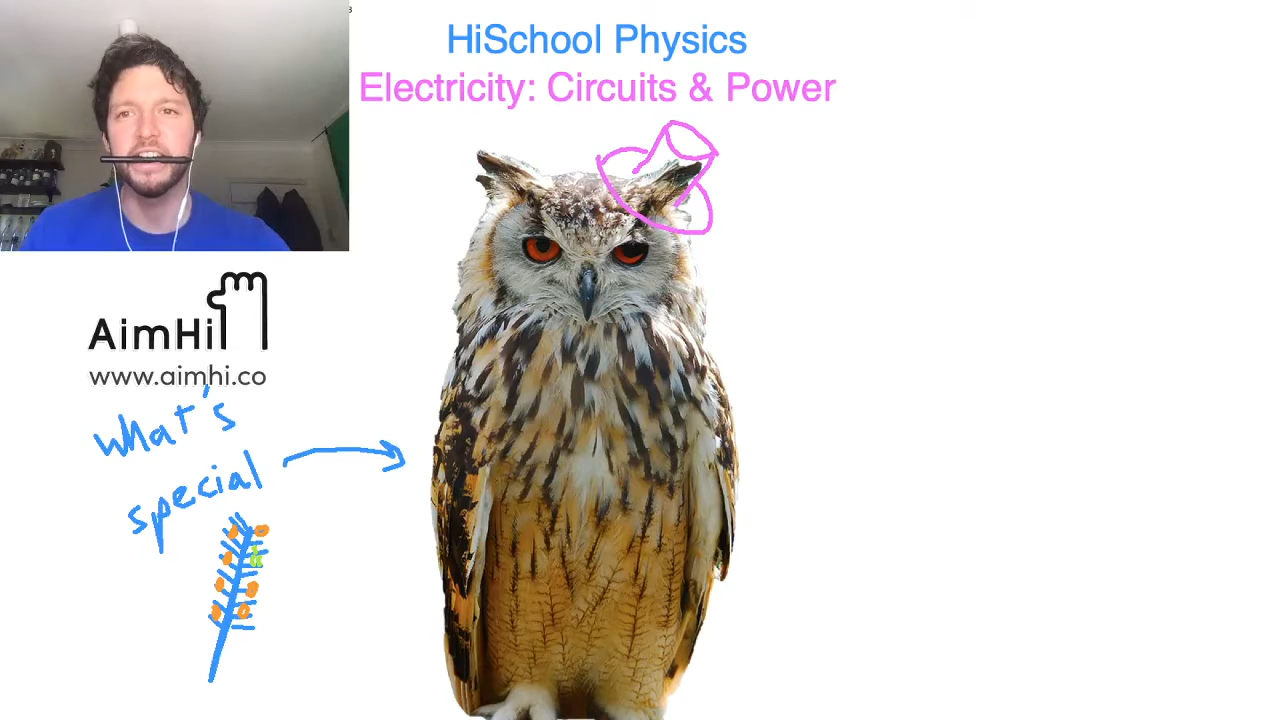 HiSchool Physics
Electricity: Circuits & Power
AimHi
www.aimhi.co
what's
special